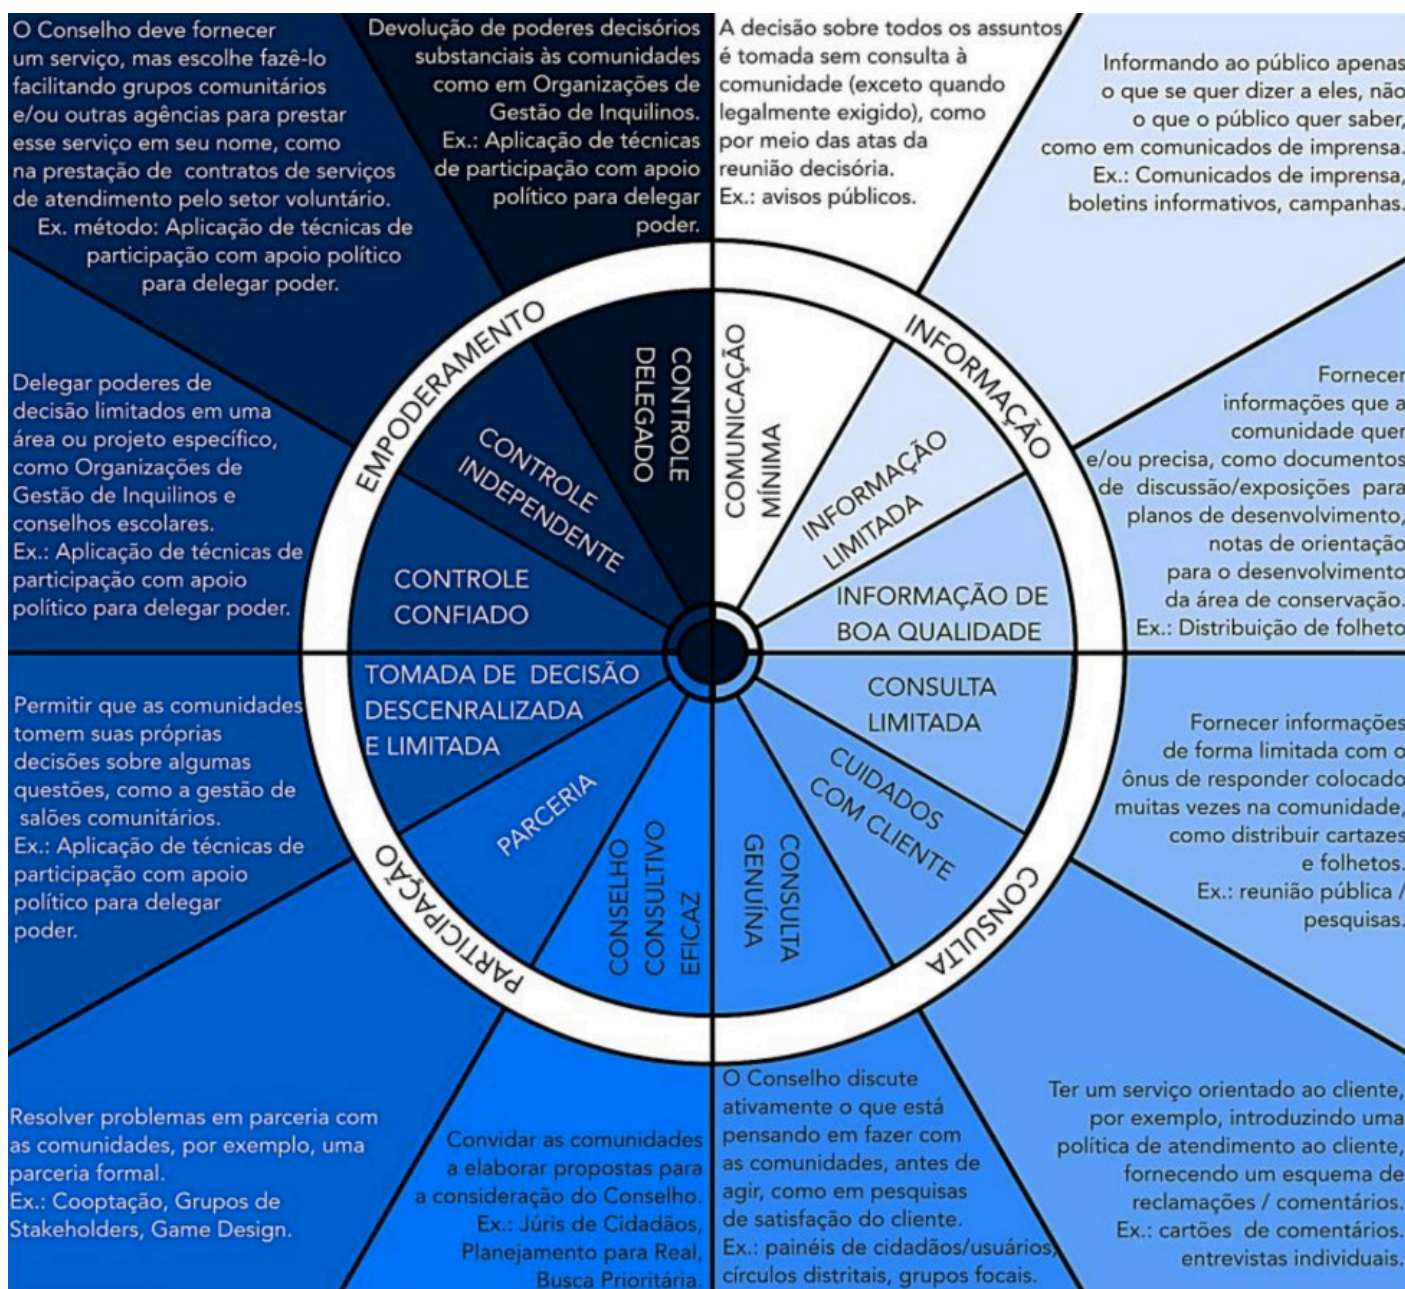 O Conselho deve fornecer
um serviço, mas escolhe fazê-lo
facilitando grupos comunitários
e/ou outras agências para prestar
esse serviço em seu nome, como
na prestação de contratos de serviços
de atendimento pelo setor voluntário.
Ex. método: Aplicação de técnicas de
participação com apoio político
para delegar poder.
Devolução de poderes decisórios
substanciais às comunidades
como em Organizações de
Gestão de Inquilinos.
Ex.: Aplicação de técnicas
de participação com apoio
político para delegar
poder.
A decisão sobre todos os assuntos
é tomada sem consulta à
comunidade (exceto quando
legalmente exigido), como
por meio das atas da
reunião decisória.
Ex.: avisos públicos.
Informando ao público apenas
o que se quer dizer a eles, não
o que o público quer saber,
como em comunicados de imprensa.
Ex.: Comunicados de imprensa,
boletins informativos, campanhas.
EMPODERAMENTO
INFORMAÇÃO
CONTROLE
DELEGADO
COMUNICAÇÃO
MÍNIMA
CONTROLE
INDEPENDENTE
INFORMAÇÃO
LIMITADA
Delegar poderes de
decisão limitados em uma
área ou projeto específico,
como Organizações de
Gestão de Inquilinos e
conselhos escolares.
Ex.: Aplicação de técnicas de
participação com apoio
político para delegar poder.
CONTROLE
CONFIADO
INFORMAÇÃO DE
BOA QUALIDADE
Fornecer
informações que a
comunidade quer
e/ou precisa, como documentos
de discussão/exposições para
planos de desenvolvimento,
notas de orientação
para o desenvolvimento
da área de conservação.
Ex.: Distribuição de folheto
Permitir que as comunidades
tomem suas próprias
decisões sobre algumas
questões, como a gestão de
salões comunitários.
Ex.: Aplicação de técnicas de
participação com apoio
político para delegar
poder.
TOMADA DE DECISÃO
DESCENRALIZADA
E LIMITADA
CONSULTA
LIMITADA
Fornecer informações
de forma limitada com o
ônus de responder colocado
muitas vezes na comunidade,
como distribuir cartazes
e folhetos.
Ex.: reunião pública /
pesquisas.
PARCERIA
CUIDADOS
COM CLIENTE
CONSELHO
CONSULTIVO
EFICAZ
CONSULTA
GENUÍNA
PARTICIPAÇÃO
CONSULTA
Resolver problemas em parceria com
as comunidades, por exemplo, uma
parceria formal.
Ex.: Cooptação, Grupos de
Stakeholders, Game Design.
Convidar as comunidades
a elaborar propostas para
a consideração do Conselho.
Ex.: Júris de Cidadãos,
Planejamento para Real,
Busca Prioritária.
O Conselho discute
ativamente o que está
pensando em fazer com
as comunidades, antes de
agir, como em pesquisas
de satisfação do cliente.
Ex.: painéis de cidadãos/usuários,
círculos distritais, grupos focais.
Ter um serviço orientado ao cliente,
por exemplo, introduzindo uma
política de atendimento ao cliente,
fornecendo um esquema de
reclamações / comentários.
Ex.: cartões de comentários.
entrevistas individuais.